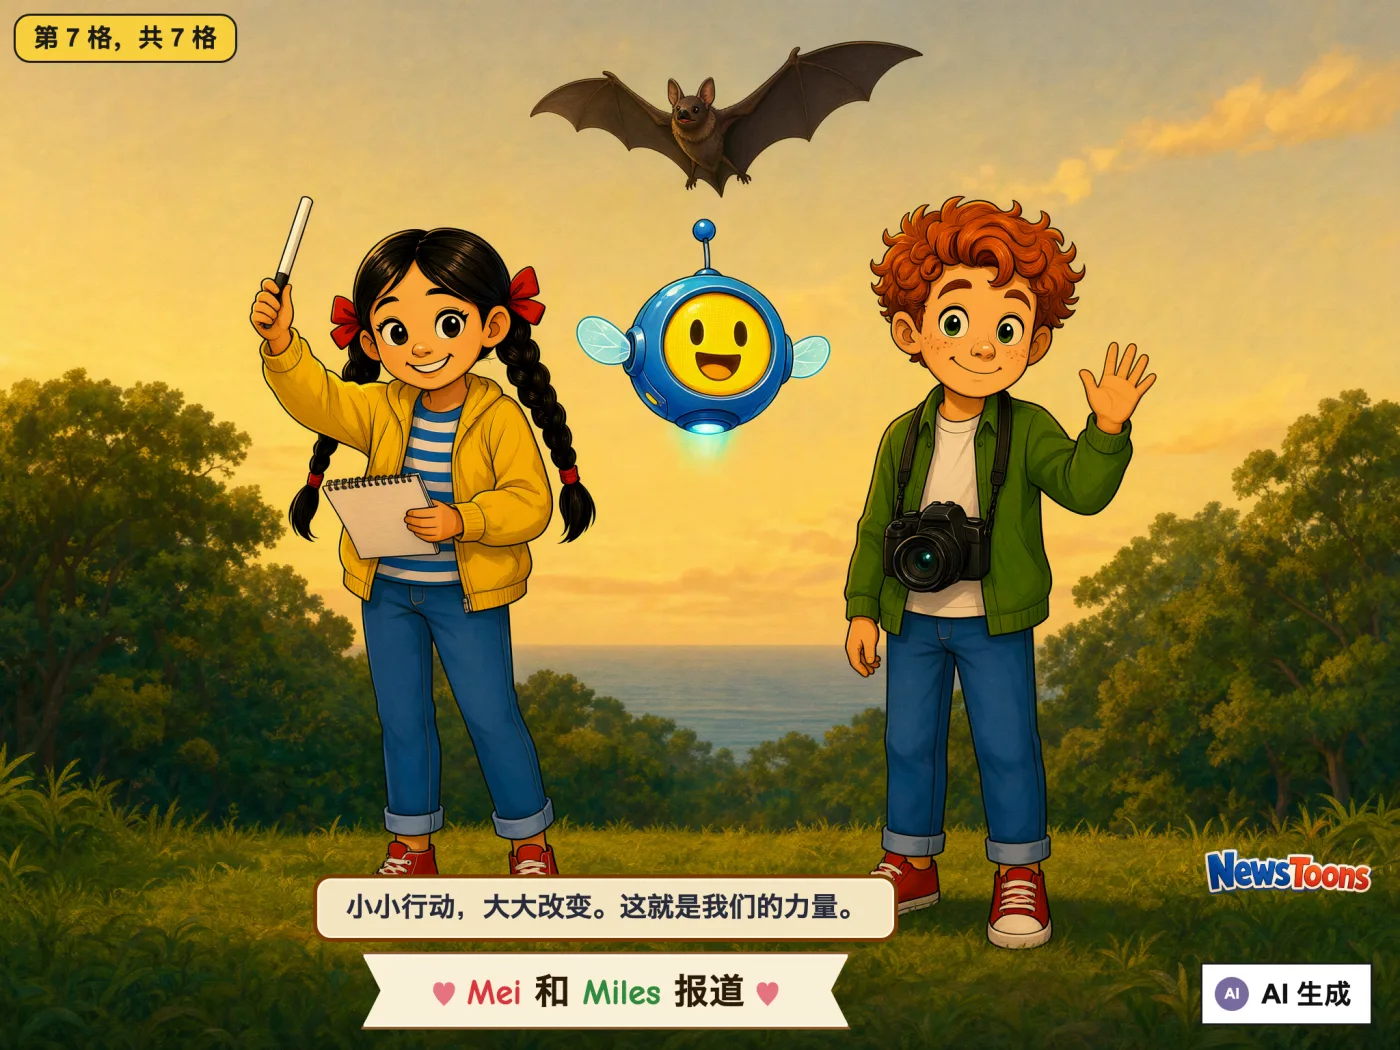 第 7 格，共 7 格
小小行动，大大改变。这就是我们的力量。
Mei 和 Miles 报道
NewsToons
AI AI 生成